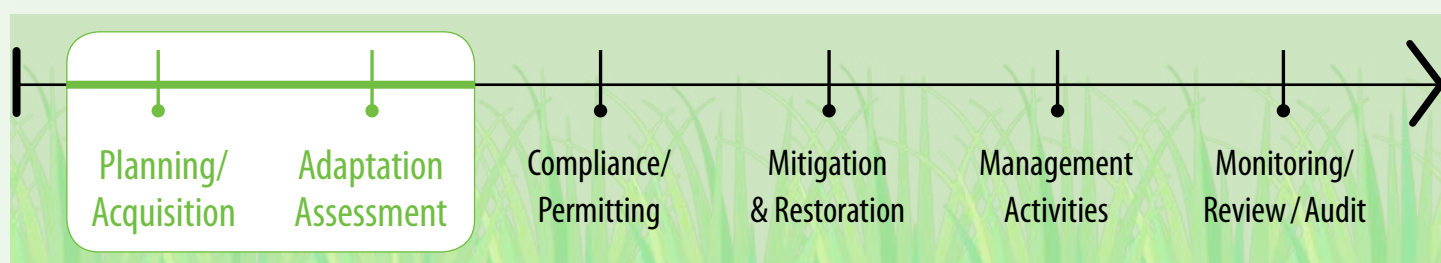 Planning/
Acquisition
Adaptation
Assessment
Compliance/
Permitting
Mitigation
& Restoration
Management
Activities
Monitoring/
Review / Audit